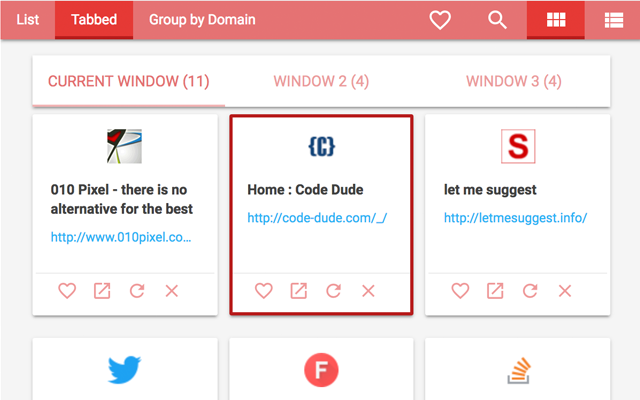 List Tabbed Group by Domain
CURRENT WINDOW (11) WINDOW 2 (4) WINDOW 3 (4)
{C} S
010 Pixel - there is no
alternative for the best
http://www.010pixel.co...
Home : Code Dude
http://code-dude.com/_/
let me suggest
http://letmesuggest.info/
F